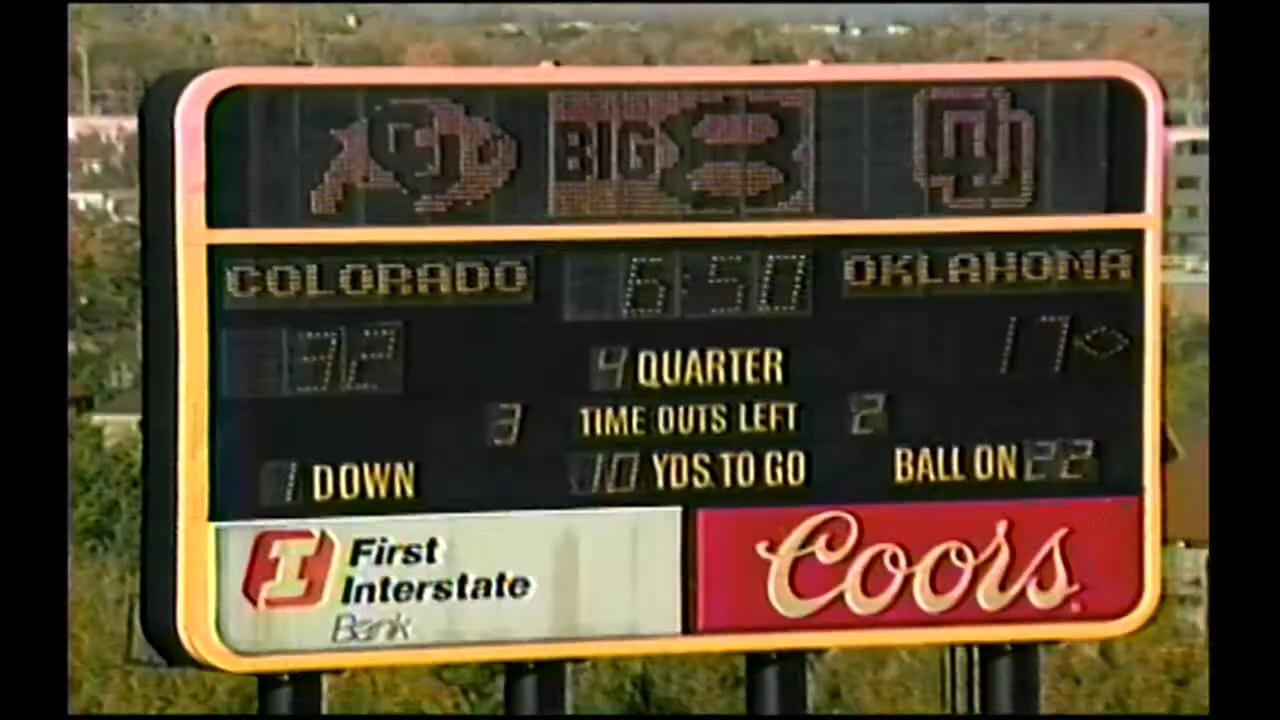 BIG 8 OU
COLORADO 6:50 OKLAHOMA
32 4 QUARTER 17
3 TIME OUTS LEFT 2
1 DOWN 10 YDS. TO GO BALL ON 22
First
Interstate
Bank
Coors